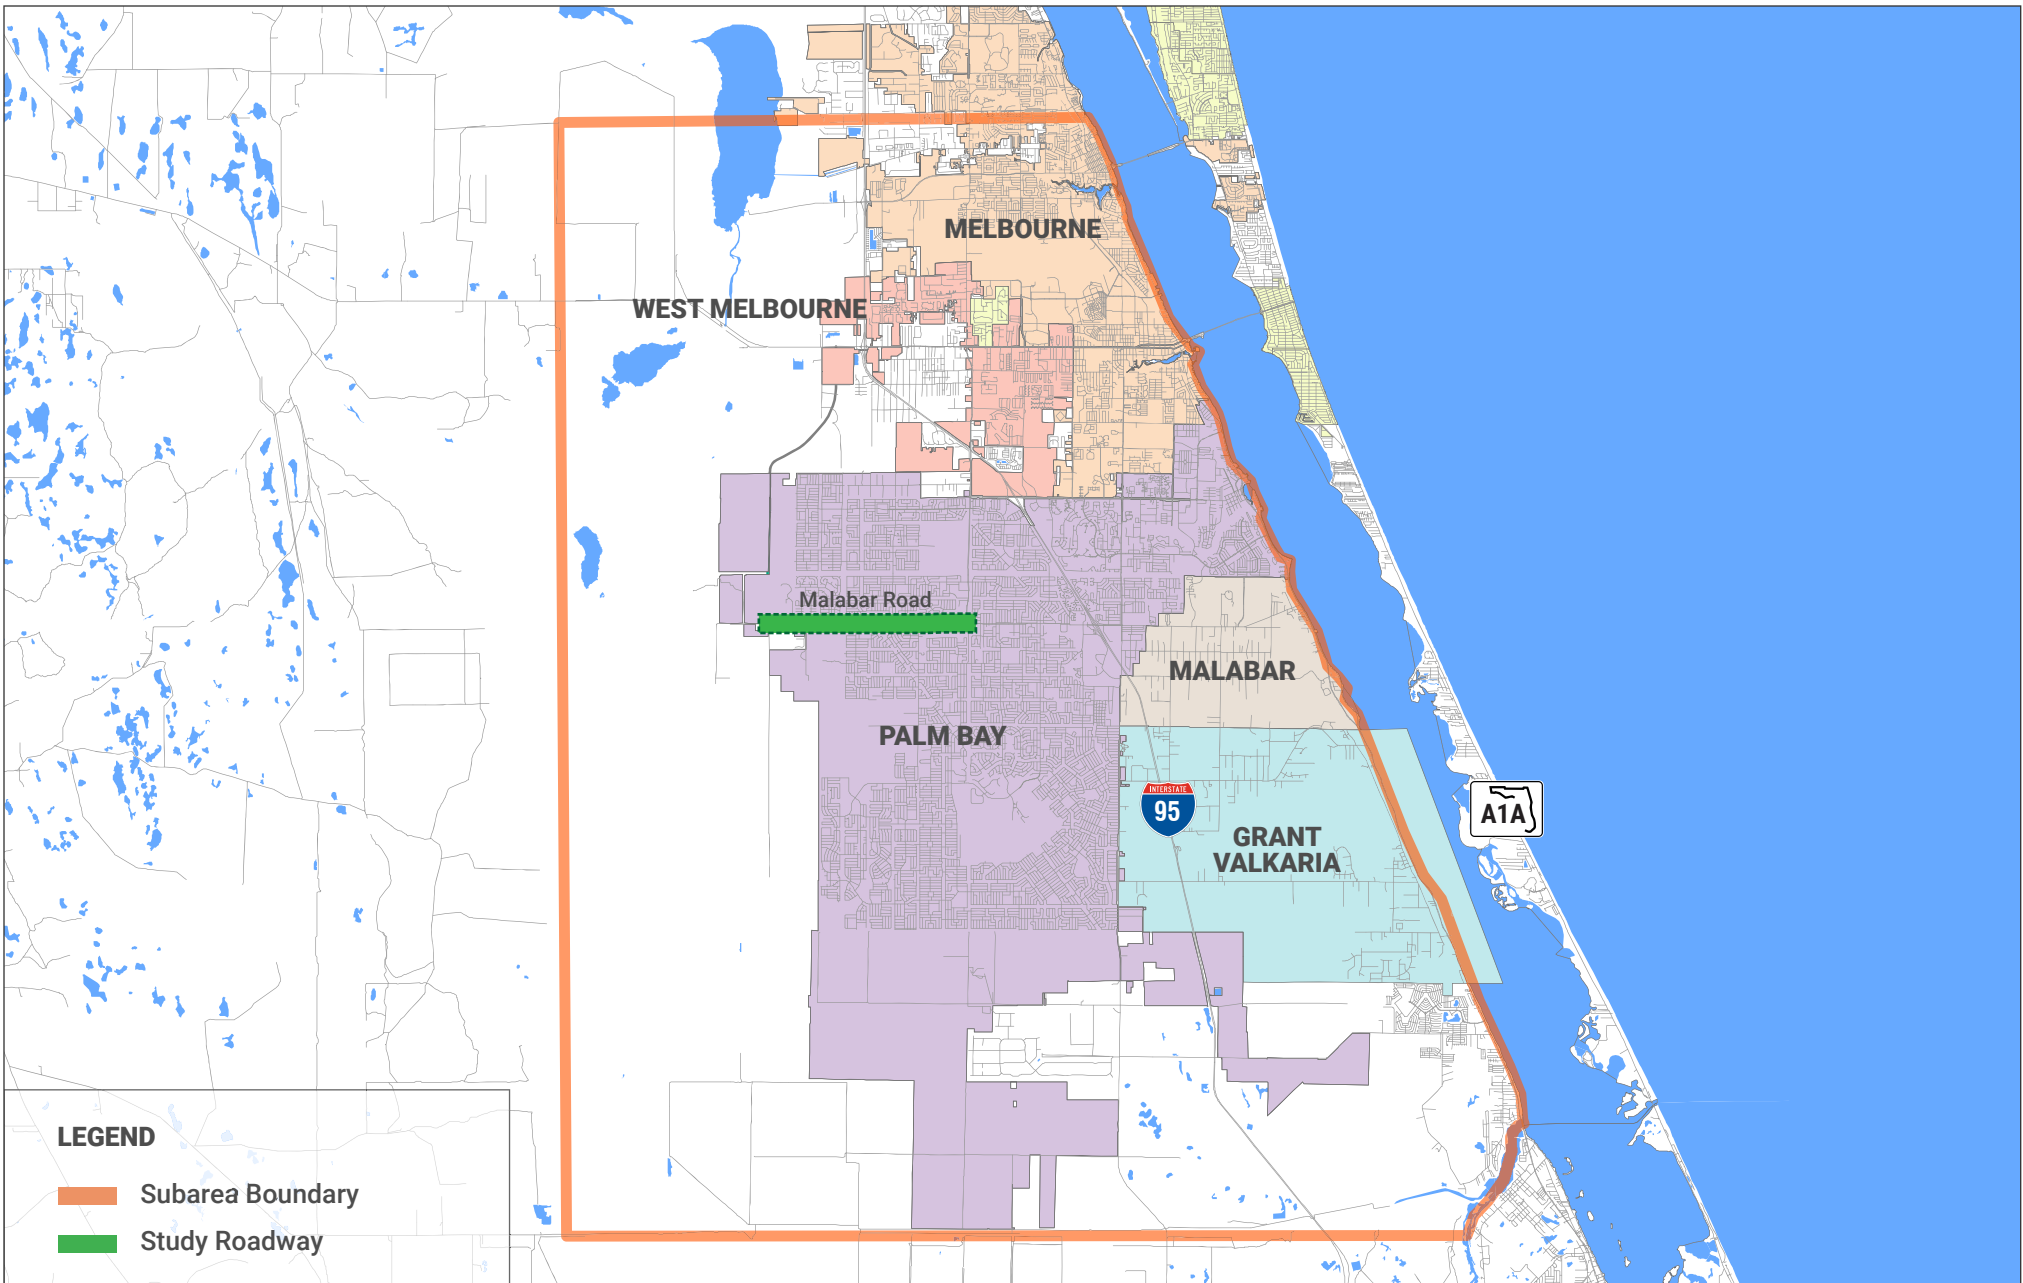 MELBOURNE
WEST MELBOURNE
Malabar Road
MALABAR
PALM BAY
INTERSTATE
95
A1A
GRANT
VALKARIA
LEGEND
Subarea Boundary
Study Roadway